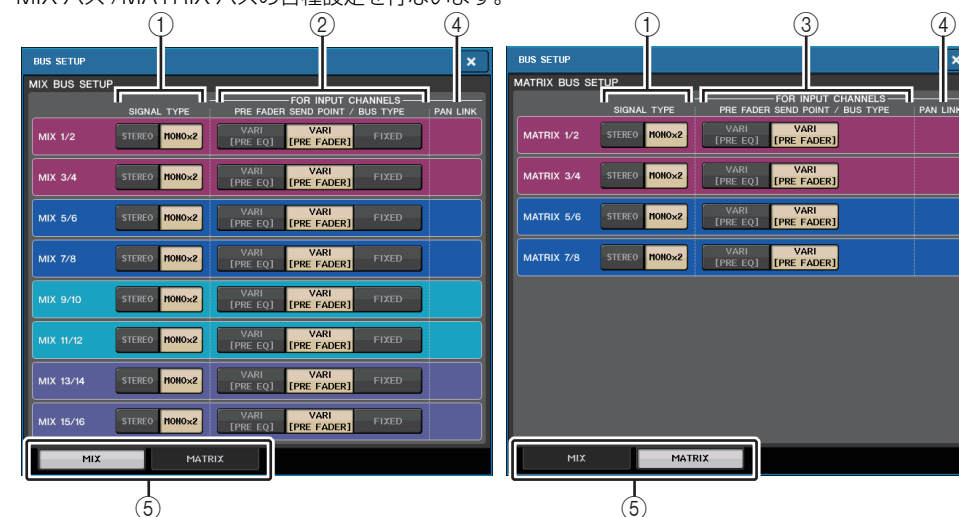 MIX バス /MATRIX バスの各種設定を行ないます。
① ② ④
BUS SETUP ×
MIX BUS SETUP
FOR INPUT CHANNELS
SIGNAL TYPE PRE FADER SEND POINT / BUS TYPE PAN LINK
MIX 1/2 STEREO MONO×2 VARI [PRE EQ] VARI [PRE FADER] FIXED
MIX 3/4 STEREO MONO×2 VARI [PRE EQ] VARI [PRE FADER] FIXED
MIX 5/6 STEREO MONO×2 VARI [PRE EQ] VARI [PRE FADER] FIXED
MIX 7/8 STEREO MONO×2 VARI [PRE EQ] VARI [PRE FADER] FIXED
MIX 9/10 STEREO MONO×2 VARI [PRE EQ] VARI [PRE FADER] FIXED
MIX 11/12 STEREO MONO×2 VARI [PRE EQ] VARI [PRE FADER] FIXED
MIX 13/14 STEREO MONO×2 VARI [PRE EQ] VARI [PRE FADER] FIXED
MIX 15/16 STEREO MONO×2 VARI [PRE EQ] VARI [PRE FADER] FIXED
MIX MATRIX
⑤
① ③ ④
BUS SETUP ×
MATRIX BUS SETUP
FOR INPUT CHANNELS
SIGNAL TYPE PRE FADER SEND POINT / BUS TYPE PAN LINK
MATRIX 1/2 STEREO MONO×2 VARI [PRE EQ] VARI [PRE FADER]
MATRIX 3/4 STEREO MONO×2 VARI [PRE EQ] VARI [PRE FADER]
MATRIX 5/6 STEREO MONO×2 VARI [PRE EQ] VARI [PRE FADER]
MATRIX 7/8 STEREO MONO×2 VARI [PRE EQ] VARI [PRE FADER]
MIX MATRIX
⑤